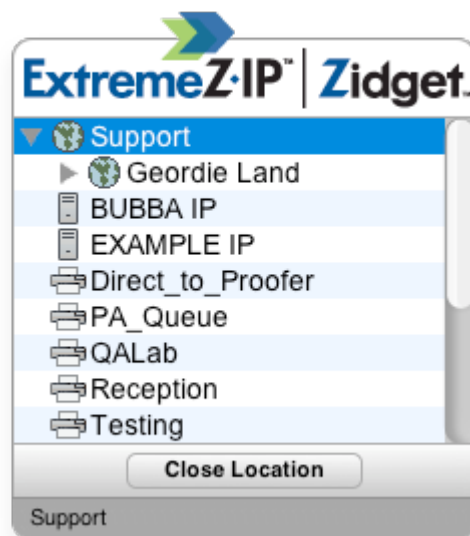 ExtremeZ·IP™ | Zidget
Support
Geordie Land
BUBBA IP
EXAMPLE IP
Direct_to_Proofer
PA_Queue
QALab
Reception
Testing
Close Location
Support